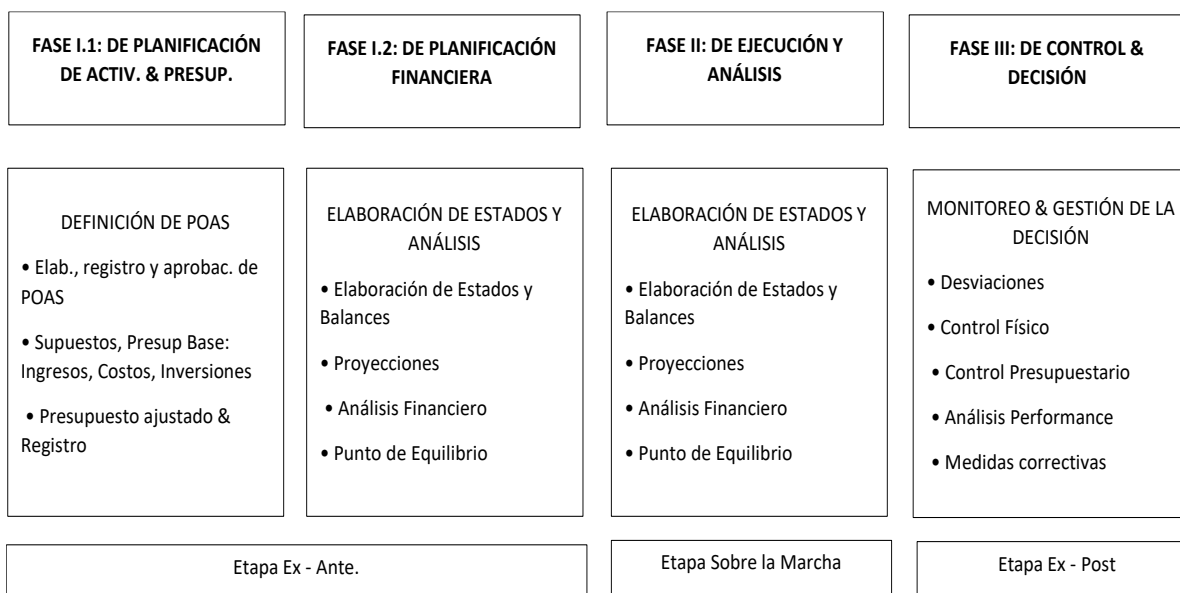 FASE I.1: DE PLANIFICACIÓN
DE ACTIV. & PRESUP.
FASE I.2: DE PLANIFICACIÓN
FINANCIERA
FASE II: DE EJECUCIÓN Y
ANÁLISIS
FASE III: DE CONTROL &
DECISIÓN
DEFINICIÓN DE POAS
• Elab., registro y aprobac. de
POAS
• Supuestos, Presup Base:
Ingresos, Costos, Inversiones
• Presupuesto ajustado &
Registro
ELABORACIÓN DE ESTADOS Y
ANÁLISIS
• Elaboración de Estados y
Balances
• Proyecciones
• Análisis Financiero
• Punto de Equilibrio
ELABORACIÓN DE ESTADOS Y
ANÁLISIS
• Elaboración de Estados y
Balances
• Proyecciones
• Análisis Financiero
• Punto de Equilibrio
MONITOREO & GESTIÓN DE LA
DECISIÓN
• Desviaciones
• Control Físico
• Control Presupuestario
• Análisis Performance
• Medidas correctivas
Etapa Ex - Ante.
Etapa Sobre la Marcha
Etapa Ex - Post